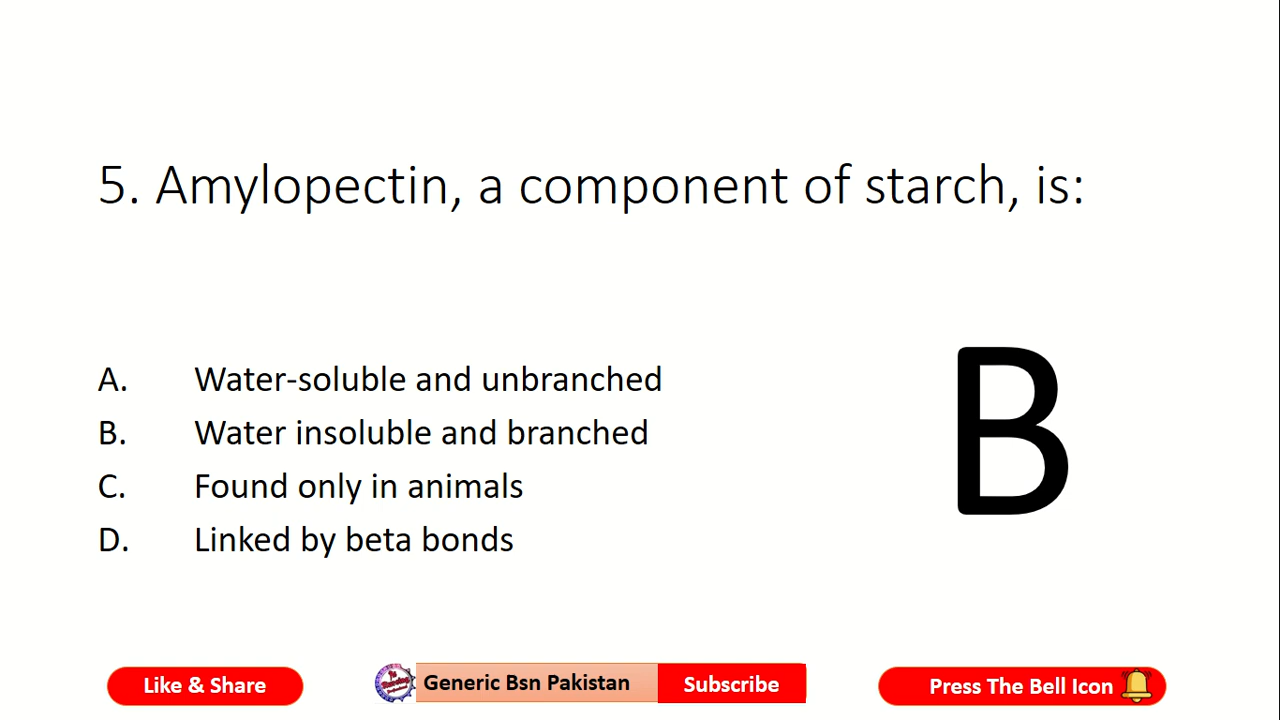 5. Amylopectin, a component of starch, is:
A. Water-soluble and unbranched
B. Water insoluble and branched
C. Found only in animals
D. Linked by beta bonds
B
Like & Share
Generic Bsn Pakistan
Subscribe
Press The Bell Icon